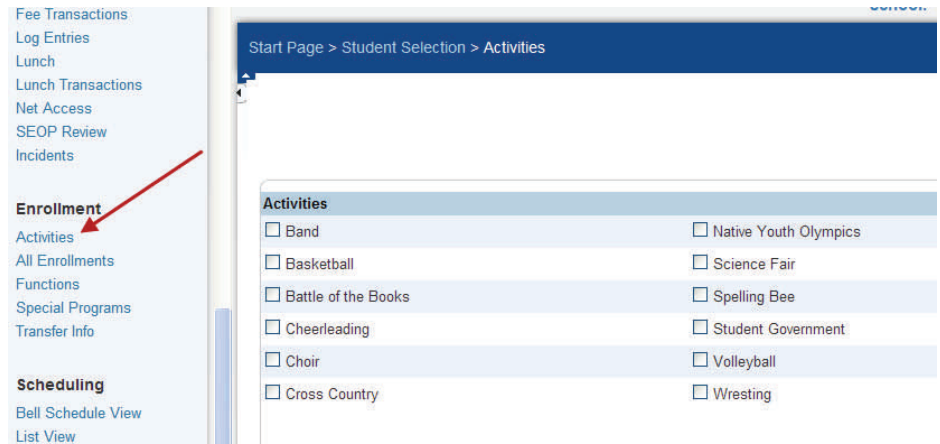 Fee Transactions
Log Entries
Lunch
Lunch Transactions
Net Access
SEOP Review
Incidents
Enrollment
Activities
All Enrollments
Functions
Special Programs
Transfer Info
Scheduling
Bell Schedule View
List View
Start Page > Student Selection > Activities
Activities
Band
Native Youth Olympics
Basketball
Science Fair
Battle of the Books
Spelling Bee
Cheerleading
Student Government
Choir
Volleyball
Cross Country
Wresting